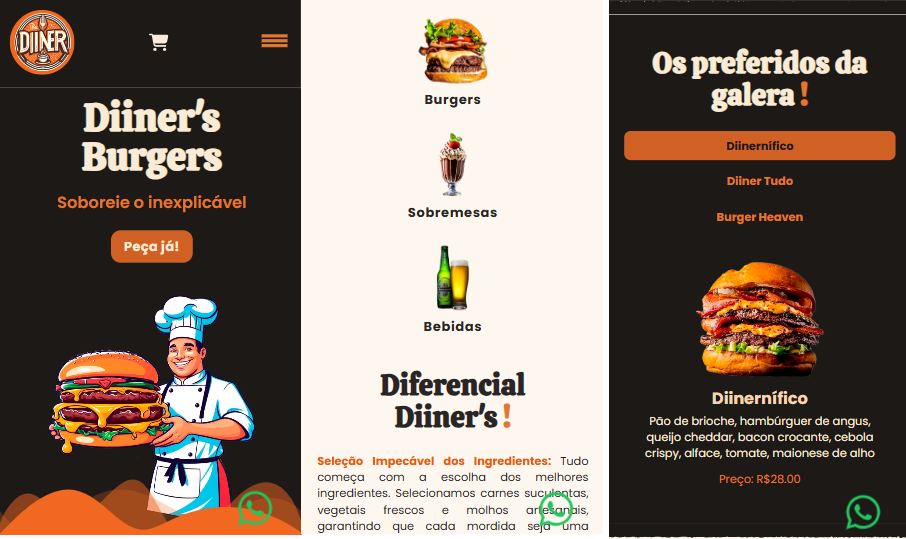 DIINER
Diiner's
Burgers
Soboreie o inexplicável
Peça já!
Burgers
Sobremesas
Bebidas
Diferencial
Diiner's !
Seleção Impecável dos Ingredientes: Tudo
começa com a escolha dos melhores
ingredientes. Selecionamos carnes suculentas,
vegetais frescos e molhos artesanais,
garantindo que cada mordida seja uma
Os preferidos da
galera !
Diinernífico
Diiner Tudo
Burger Heaven
Diinernífico
Pão de brioche, hambúrguer de angus,
queijo cheddar, bacon crocante, cebola
crispy, alface, tomate, maionese de alho
Preço: R$28.00